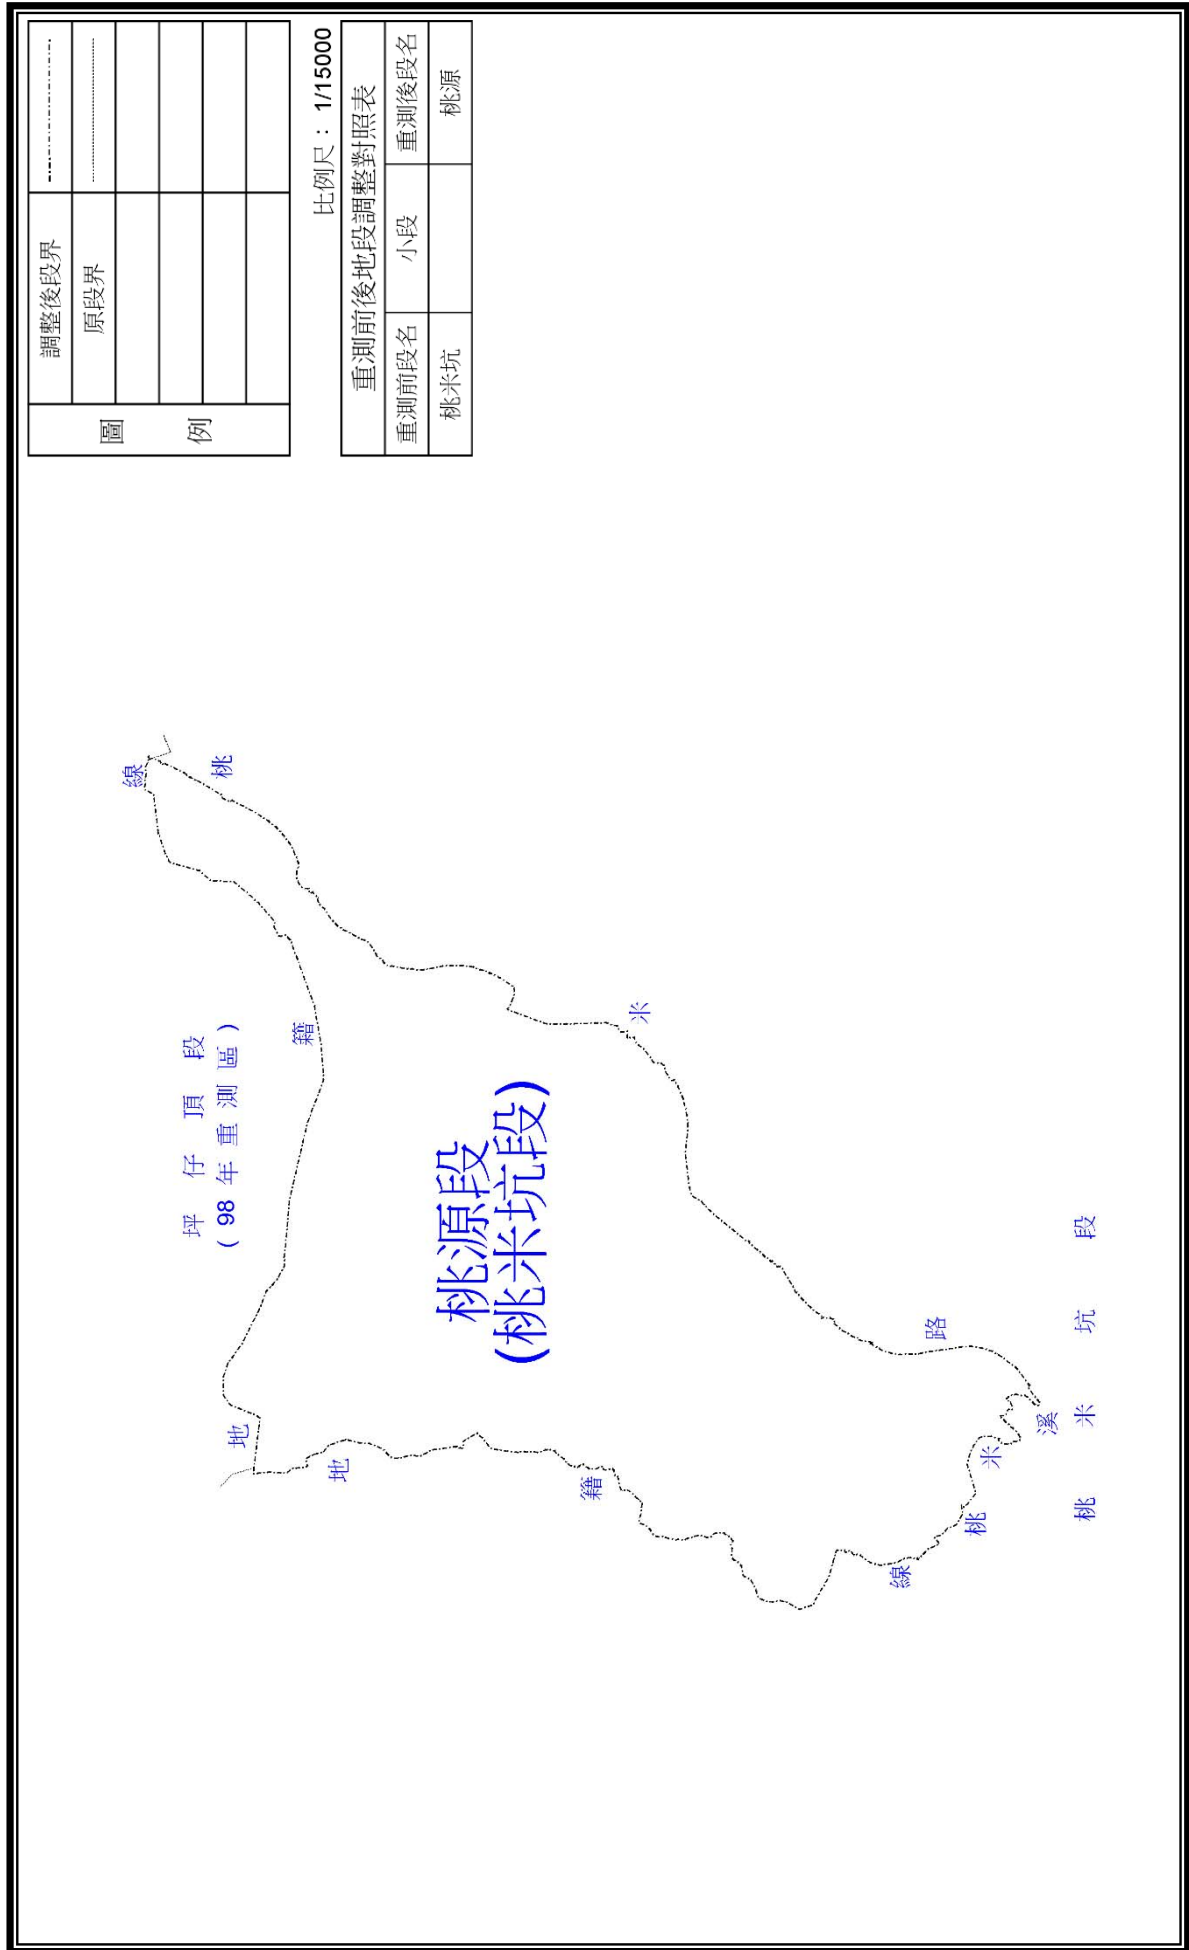 圖例
調整後段界
原段界
比例尺：1/15000
重測前後地段調整對照表
重測前段名 小段 重測後段名
桃米坑 桃源
坪仔頂段
(98年重測區)
地籍線
桃米路
桃源段
(桃米坑段)
地籍線
桃米溪
桃米坑段